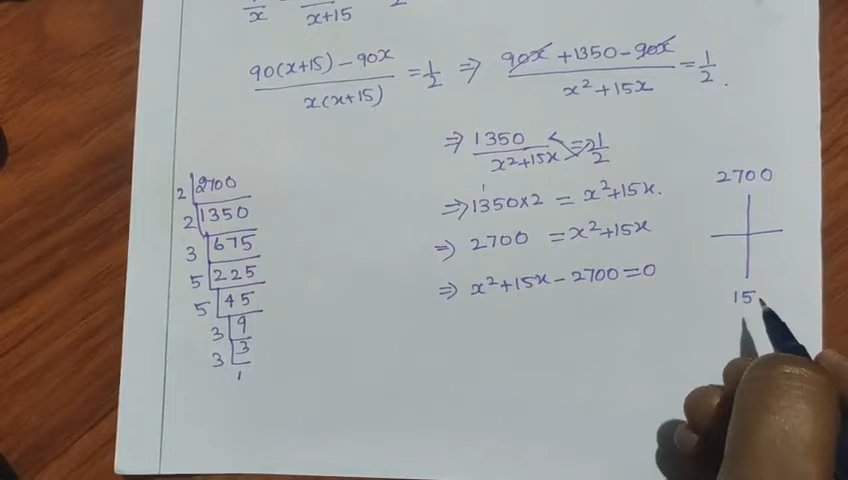 x x+15 2
90(x+15) - 90x / x(x+15) = 1/2 ⇒ 90x + 1350 - 90x / x² + 15x = 1/2 .
⇒ 1350 / x² + 15x = 1/2
⇒ 1350 x 2 = x² + 15x .
⇒ 2700 = x² + 15x
⇒ x² + 15x - 2700 = 0
2 2700
2 1350
3 675
5 225
5 45
3 9
3 3
1
2700
15